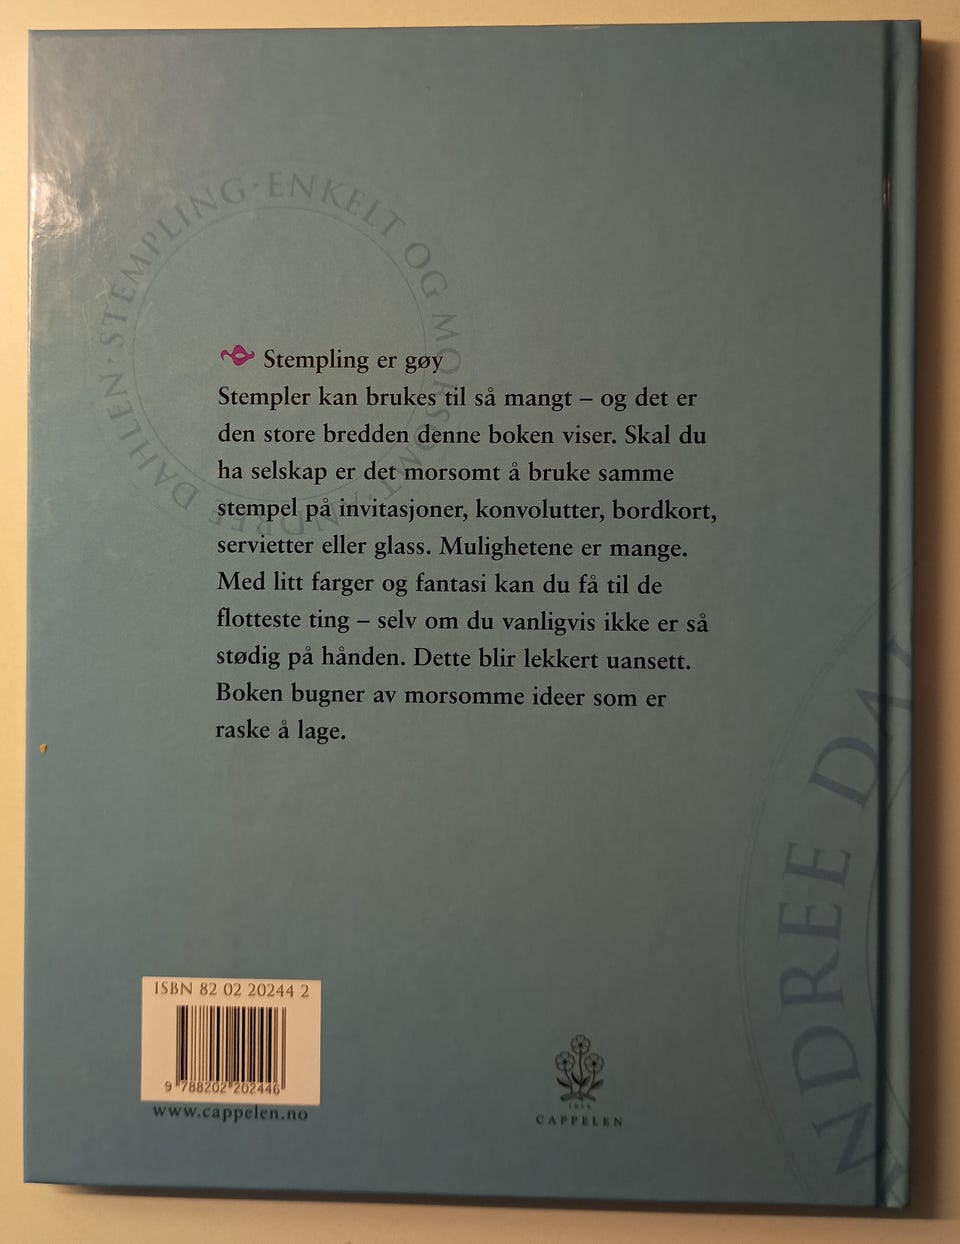 STEMPLING · ENKELT OG MORSOMT ANDREE DAHLEN ·
Stempling er gøy
Stempler kan brukes til så mangt – og det er
den store bredden denne boken viser. Skal du
ha selskap er det morsomt å bruke samme
stempel på invitasjoner, konvolutter, bordkort,
servietter eller glass. Mulighetene er mange.
Med litt farger og fantasi kan du få til de
flotteste ting – selv om du vanligvis ikke er så
stødig på hånden. Dette blir lekkert uansett.
Boken bugner av morsomme ideer som er
raske å lage.
NDREE DA
ISBN 82 02 20244 2
9 788202 202446
www.cappelen.no
CAPPELEN